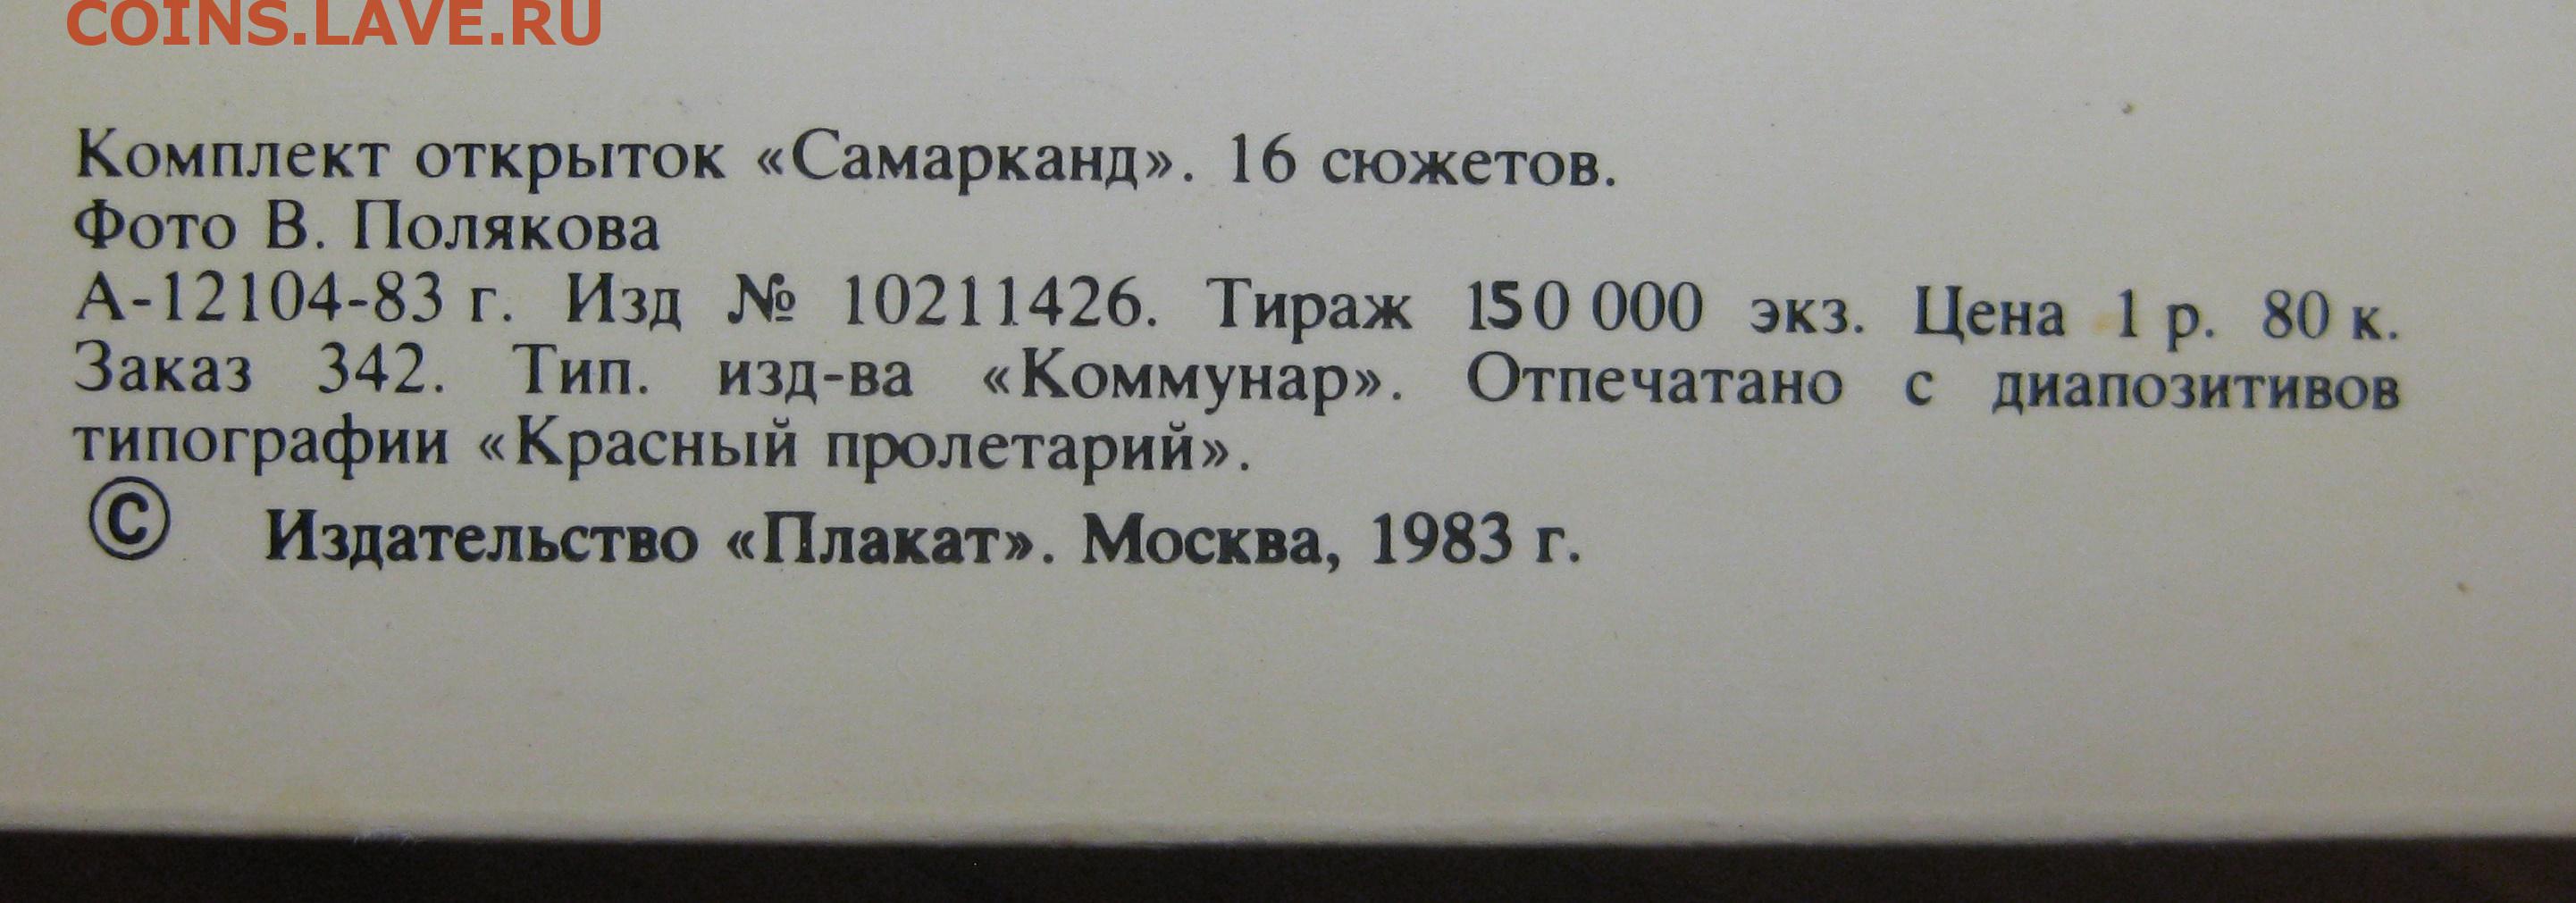 COINS.LAVE.RU
Комплект открыток «Самарканд». 16 сюжетов.
Фото В. Полякова
А-12104-83 г. Изд № 10211426. Тираж 150 000 экз. Цена 1 р. 80 к.
Заказ 342. Тип. изд-ва «Коммунар». Отпечатано с диапозитивов
типографии «Красный пролетарий».
© Издательство «Плакат». Москва, 1983 г.